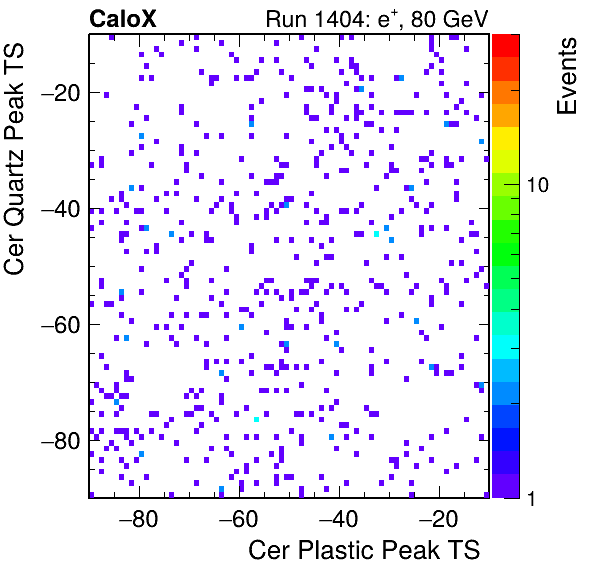 CaloX Run 1404: e⁺, 80 GeV
Events
Cer Quartz Peak TS
−20
−40
−60
−80
10
1
−80 −60 −40 −20
Cer Plastic Peak TS